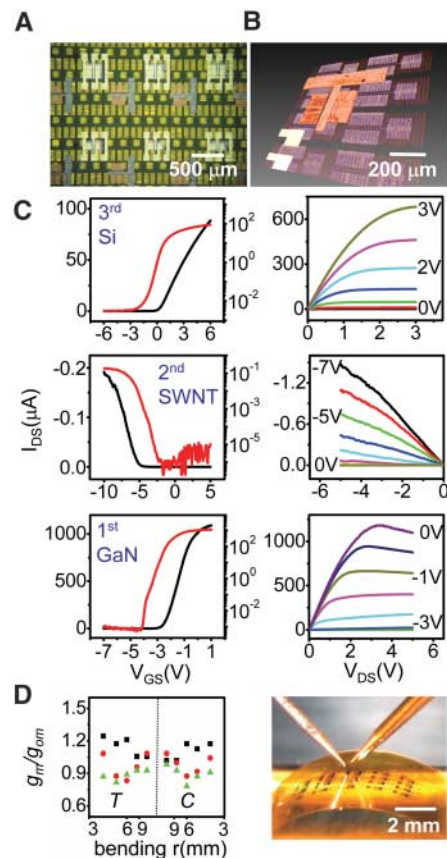 A
B
500 μm
200 μm
C
3rd
Si
100
50
0
10²
10⁰
10⁻²
-6 -3 0 3 6
600
300
0
3V
2V
0V
0 1 2 3
2nd
SWNT
-0.2
-0.1
0.0
10⁻¹
10⁻³
10⁻⁵
-10 -5 0 5
-1.2
-0.6
0.0
-7V
-5V
0V
-6 -4 -2 0
I_DS(μA)
1st
GaN
1000
500
0
10³
10¹
10⁻¹
10⁻³
-7 -5 -3 -1 1
V_GS(V)
1000
500
0
0V
-1V
-3V
0 2 4 6
V_DS(V)
D
g_m/g_om
1.5
1.2
0.9
0.6
T
C
3 6 9 9 6 3
bending r(mm)
2 mm